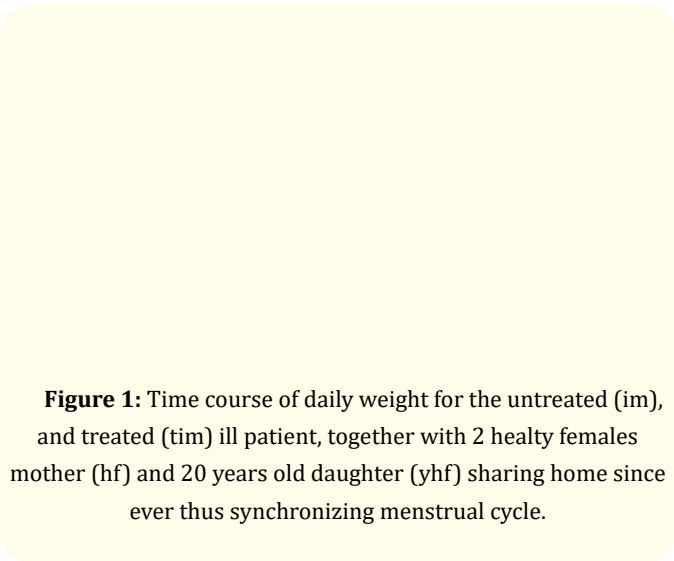 Figure 1: Time course of daily weight for the untreated (im),
and treated (tim) ill patient, together with 2 healty females
mother (hf) and 20 years old daughter (yhf) sharing home since
ever thus synchronizing menstrual cycle.